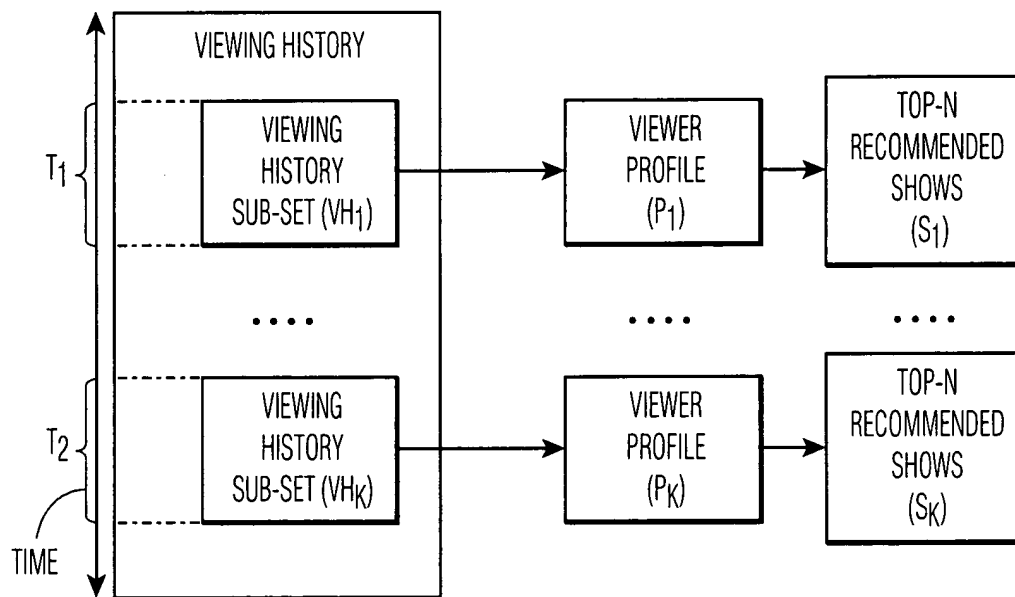 VIEWING HISTORY
T1
VIEWING
HISTORY
SUB-SET (VH1)
VIEWER
PROFILE
(P1)
TOP-N
RECOMMENDED
SHOWS
(S1)
....
....
....
T2
VIEWING
HISTORY
SUB-SET (VHK)
VIEWER
PROFILE
(PK)
TOP-N
RECOMMENDED
SHOWS
(SK)
TIME